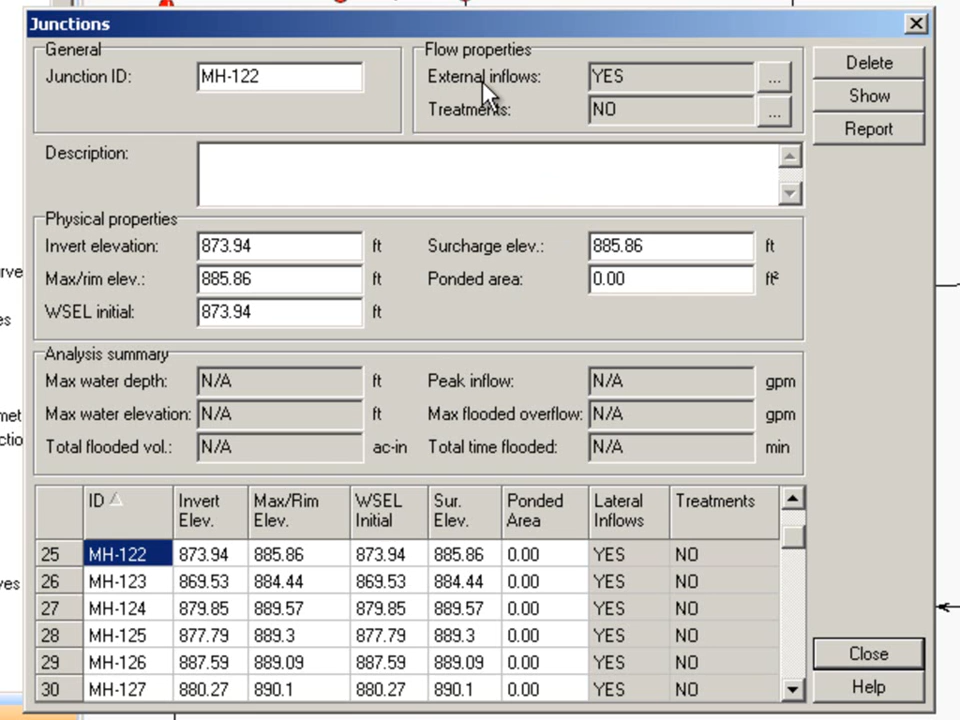 Junctions
General
Junction ID: MH-122
Flow properties
External inflows: YES ...
Treatments: NO ...
Delete
Show
Report
Description:
Physical properties
Invert elevation: 873.94 ft Surcharge elev.: 885.86 ft
Max/rim elev.: 885.86 ft Ponded area: 0.00 ft²
WSEL initial: 873.94 ft
Analysis summary
Max water depth: N/A ft Peak inflow: N/A gpm
Max water elevation: N/A ft Max flooded overflow: N/A gpm
Total flooded vol.: N/A ac-in Total time flooded: N/A min
ID Invert Elev. Max/Rim Elev. WSEL Initial Sur. Elev. Ponded Area Lateral Inflows Treatments
25 MH-122 873.94 885.86 873.94 885.86 0.00 YES NO
26 MH-123 869.53 884.44 869.53 884.44 0.00 YES NO
27 MH-124 879.85 889.57 879.85 889.57 0.00 YES NO
28 MH-125 877.79 889.3 877.79 889.3 0.00 YES NO
29 MH-126 887.59 889.09 887.59 889.09 0.00 YES NO
30 MH-127 880.27 890.1 880.27 890.1 0.00 YES NO
Close
Help